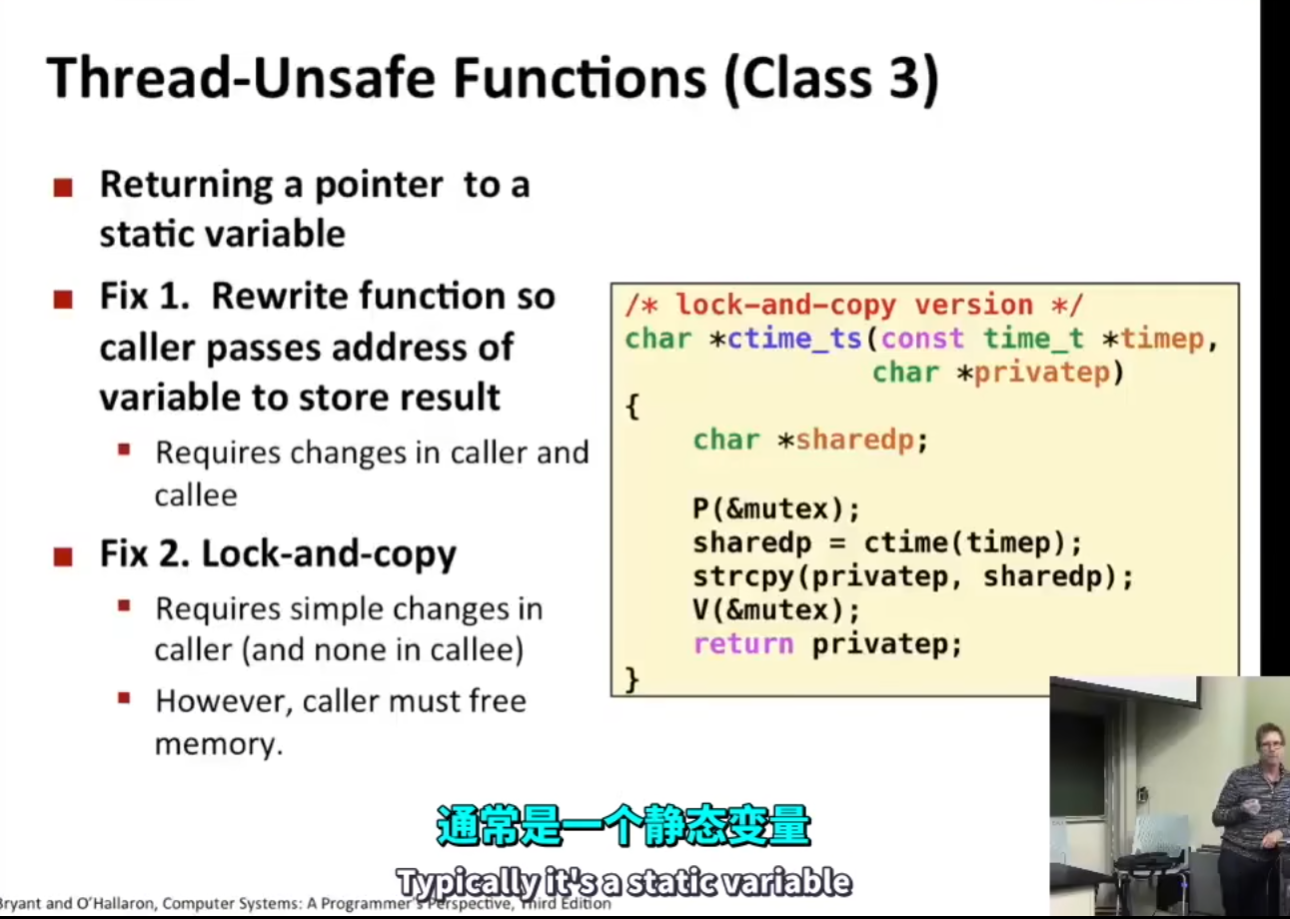 Thread-Unsafe Functions (Class 3)
■ Returning a pointer to a
static variable
■ Fix 1. Rewrite function so
caller passes address of
variable to store result
▪ Requires changes in caller and
callee
■ Fix 2. Lock-and-copy
▪ Requires simple changes in
caller (and none in callee)
▪ However, caller must free
memory.
/* lock-and-copy version */
char *ctime_ts(const time_t *timep,
char *privatep)
{
char *sharedp;
P(&mutex);
sharedp = ctime(timep);
strcpy(privatep, sharedp);
V(&mutex);
return privatep;
}
通常是一个静态变量
Typically it's a static variable
Bryant and O'Hallaron, Computer Systems: A Programmer's Perspective, Third Edition